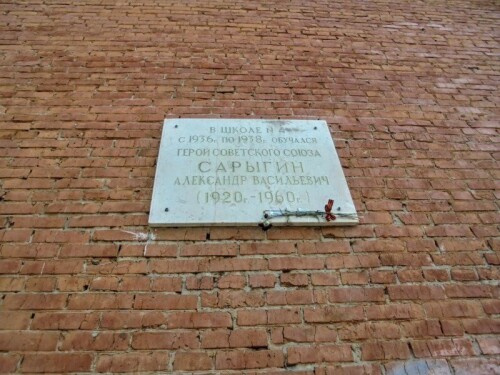 В ШКОЛЕ N
С 1936г. ПО 1938г. ОБУЧАЛСЯ
ГЕРОЙ СОВЕТСКОГО СОЮЗА
САРЫГИН
АЛЕКСАНДР ВАСИЛЬЕВИЧ
(1920г.-1960г.)